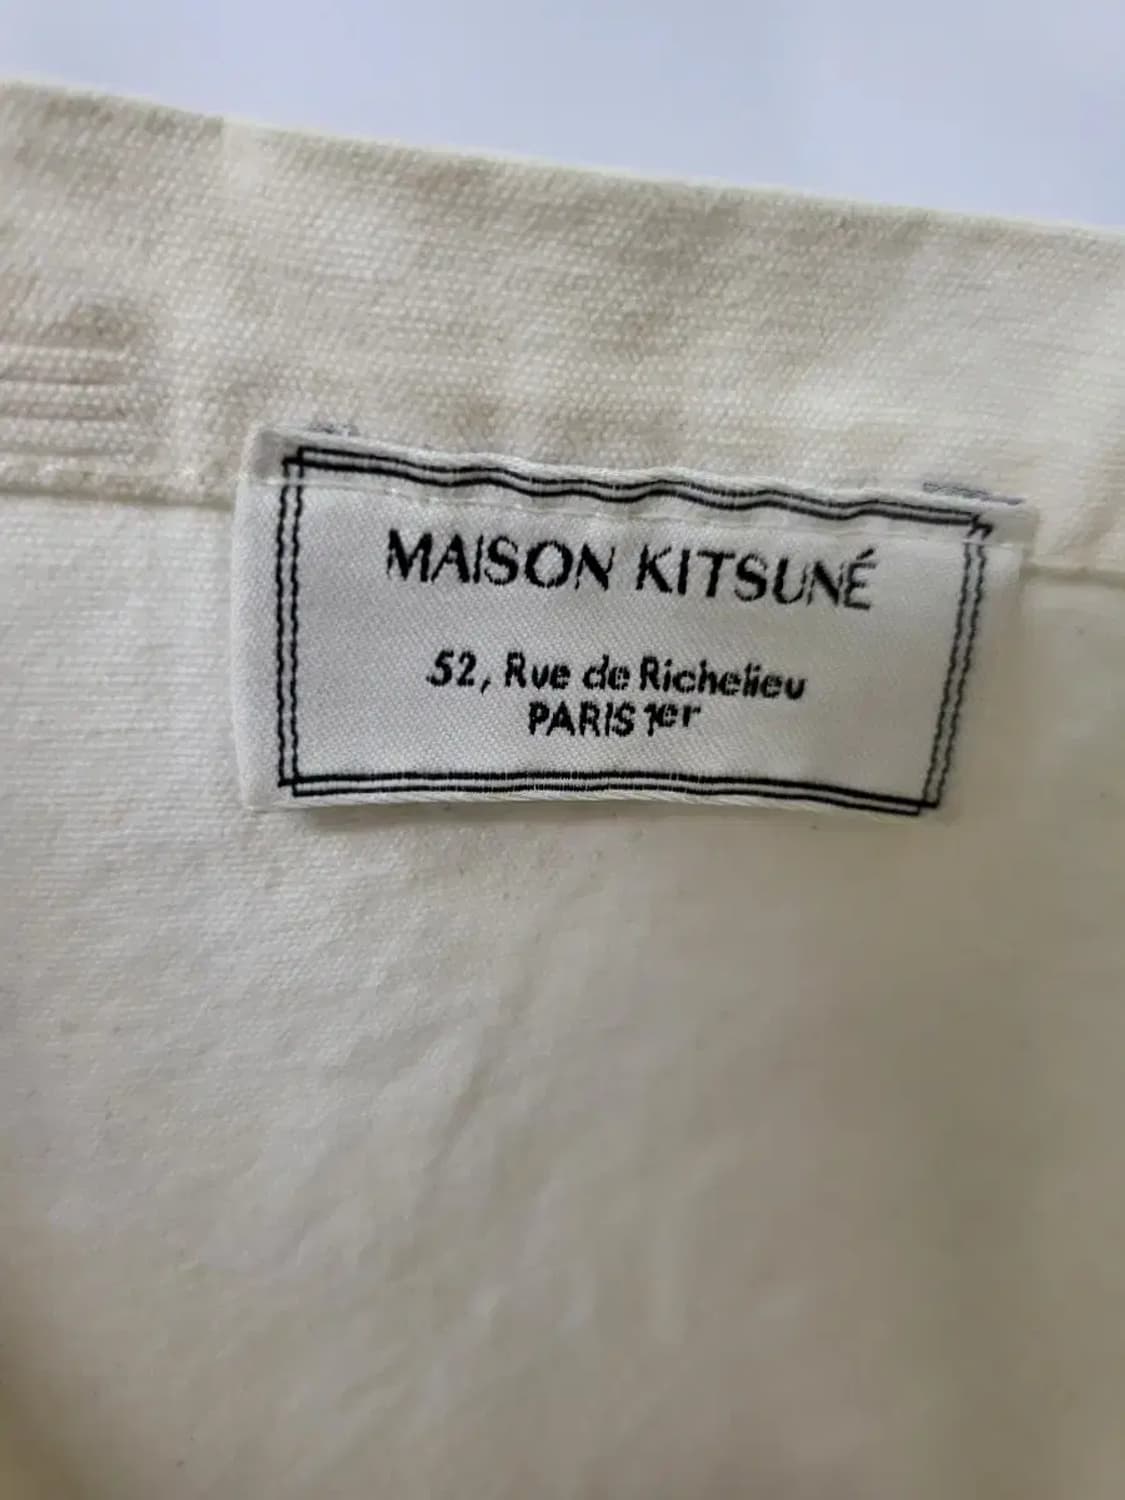 MAISON KITSUNÉ
52, Rue de Richelieu
PARIS 1er